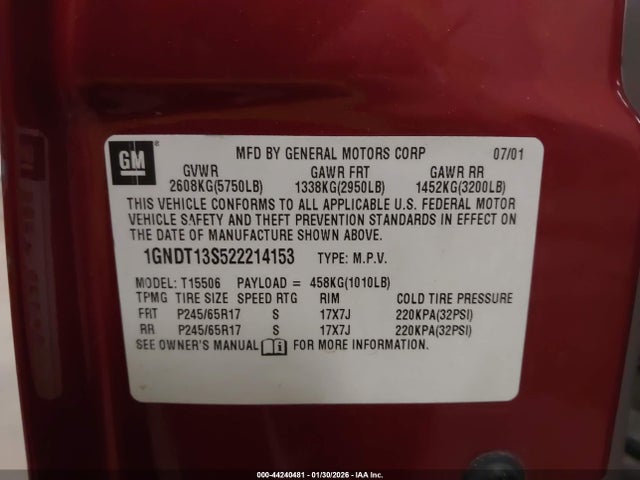 GM ®
MFD BY GENERAL MOTORS CORP 07/01
GVWR GAWR FRT GAWR RR
2608KG(5750LB) 1338KG(2950LB) 1452KG(3200LB)
THIS VEHICLE CONFORMS TO ALL APPLICABLE U.S. FEDERAL MOTOR
VEHICLE SAFETY AND THEFT PREVENTION STANDARDS IN EFFECT ON
THE DATE OF MANUFACTURE SHOWN ABOVE.
1GNDT13S522214153 TYPE: M.P.V.
MODEL: T15506 PAYLOAD = 458KG(1010LB)
TPMG TIRE SIZE SPEED RTG RIM COLD TIRE PRESSURE
FRT P245/65R17 S 17X7J 220KPA(32PSI)
RR P245/65R17 S 17X7J 220KPA(32PSI)
SEE OWNER'S MANUAL FOR MORE INFORMATION.
000-44240481 - 01/30/2026 - IAA Inc.